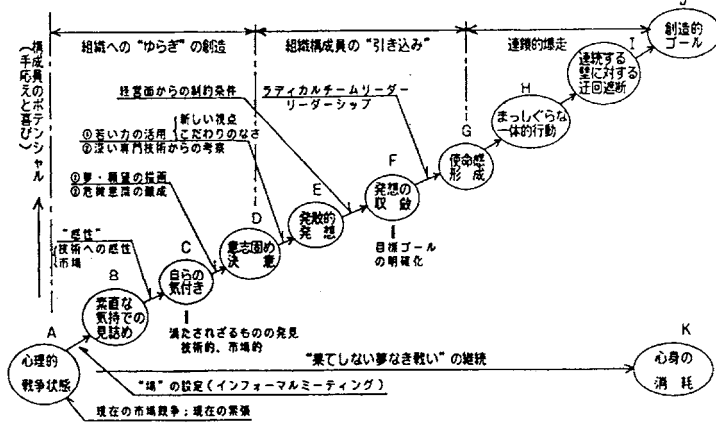 構成員のポテンシャル
(手応えと喜び)
組織への“ゆらぎ”の創造
組織構成員の“引き込み”
連鎖的爆走
J
創造的
ゴール
I
連続する
壁に対する
迂回遮断
H
まっしぐらな
一体的行動
G
使命感
形成
ラディカルチームリーダー
リーダーシップ
F
発想の
収斂
目標ゴール
の明確化
経営面からの制約条件
E
発散的
発想
①若い力の活用
新しい視点
こだわりのなさ
②深い専門技術からの考察
D
意志固め
決意
①夢・願望の描画
②危機意識の醸成
C
自らの
気付き
満たされざるものの発見
技術的、市場的
“感性”
技術への感性
市場
B
素直な
気持での
見詰め
A
心理的
戦争状態
“場”の設定(インフォーマルミーティング)
現在の市場競争;現在の緊張
“果てしない夢なき戦い”の継続
K
心身の
消耗